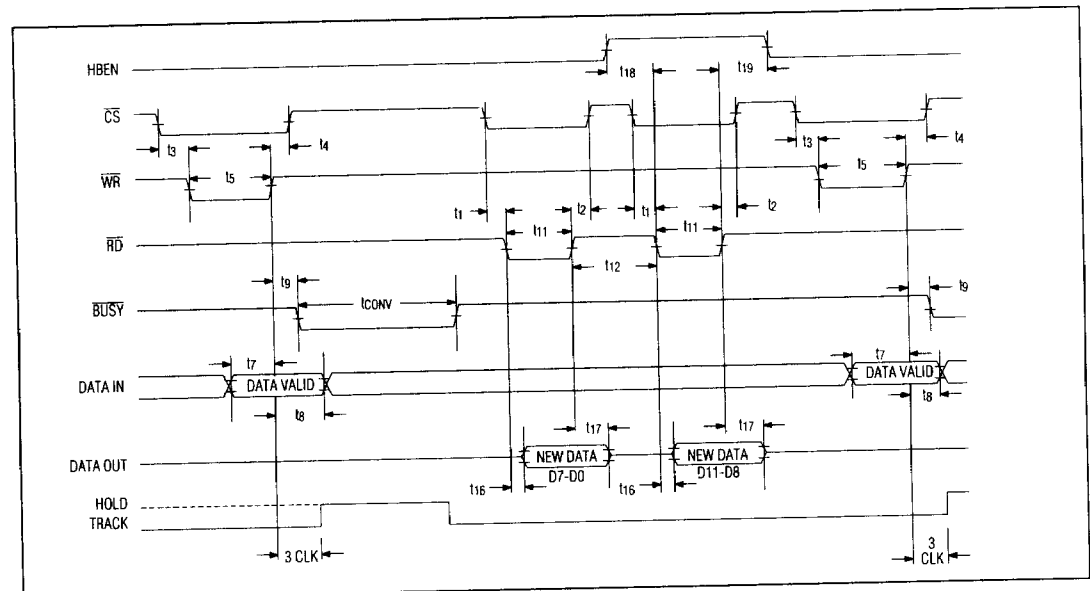 HBEN
t18 t19
CS
t3 t4 t3 t4
WR
t5 t5
t1 t2 t1 t2
RD
t11 t11
t12
t9 t9
BUSY
tCONV
t7 t7
DATA IN
DATA VALID DATA VALID
t8 t8
t17 t17
DATA OUT
NEW DATA NEW DATA
D7-D0 D11-D8
t16 t16
HOLD
TRACK
3 CLK 3
CLK